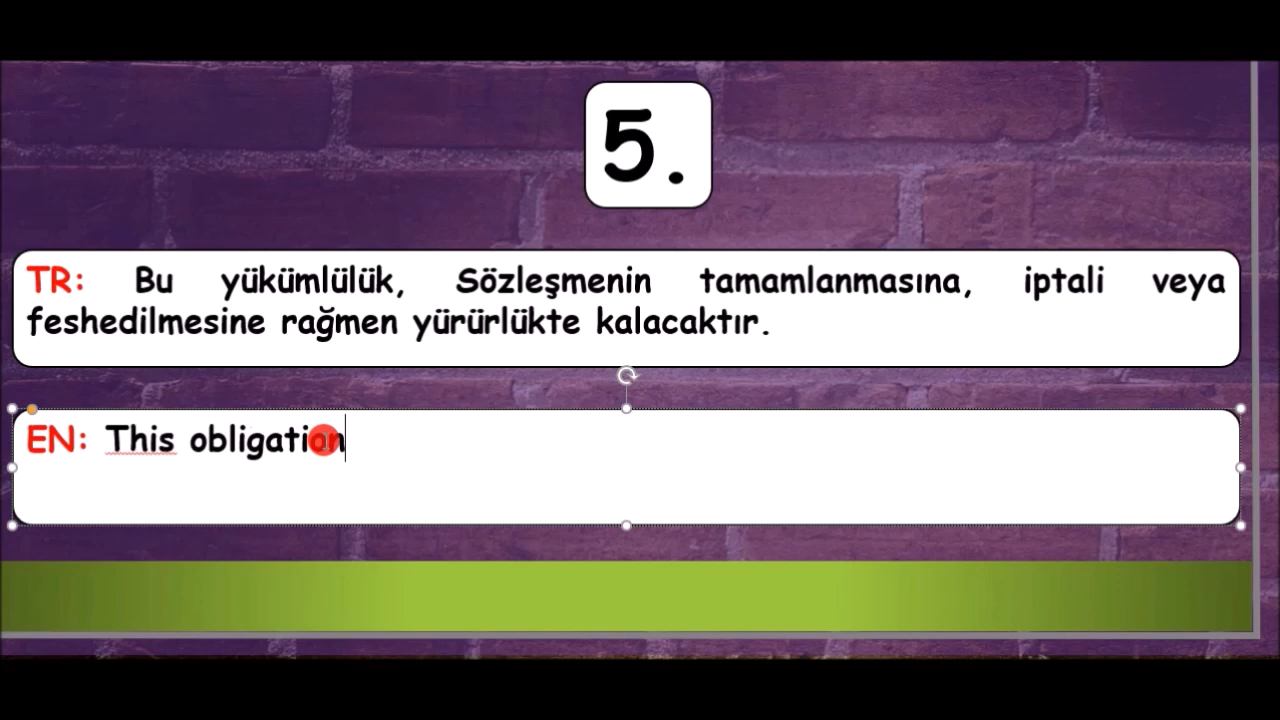 5.
TR: Bu yükümlülük, Sözleşmenin tamamlanmasına, iptali veya
feshedilmesine rağmen yürürlükte kalacaktır.
EN: This obligation